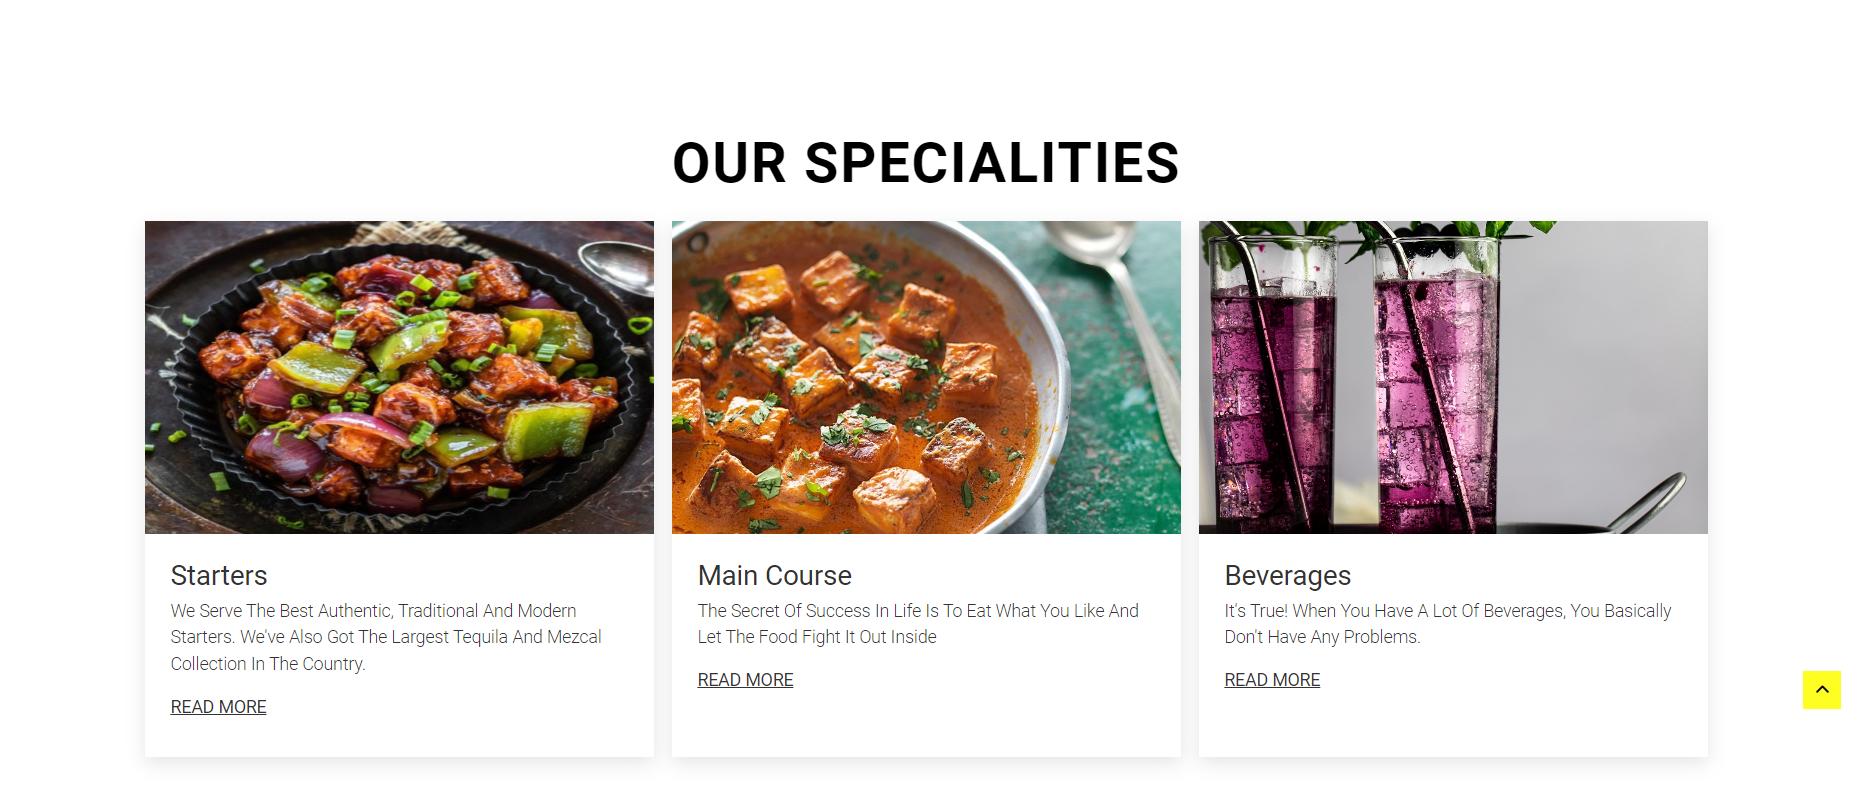 OUR SPECIALITIES
Starters
We Serve The Best Authentic, Traditional And Modern
Starters. We've Also Got The Largest Tequila And Mezcal
Collection In The Country.
READ MORE
Main Course
The Secret Of Success In Life Is To Eat What You Like And
Let The Food Fight It Out Inside
READ MORE
Beverages
It's True! When You Have A Lot Of Beverages, You Basically
Don't Have Any Problems.
READ MORE